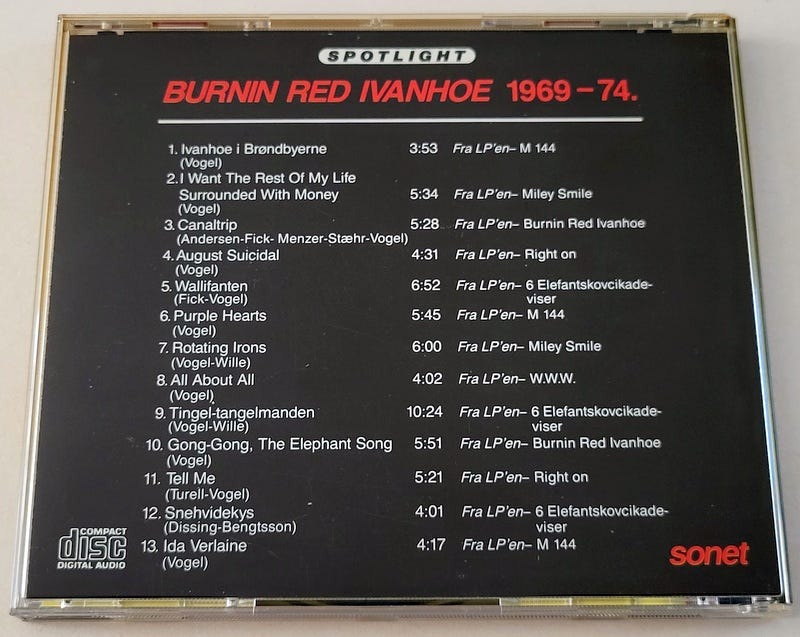 SPOTLIGHT
BURNIN RED IVANHOE 1969-74.
1. Ivanhoe i Brøndbyerne 3:53 Fra LP'en- M 144
(Vogel)
2. I Want The Rest Of My Life
Surrounded With Money 5:34 Fra LP'en- Miley Smile
(Vogel)
3. Canaltrip 5:28 Fra LP'en- Burnin Red Ivanhoe
(Andersen-Fick- Menzer-Stæhr-Vogel)
4. August Suicidal 4:31 Fra LP'en- Right on
(Vogel)
5. Wallifanten 6:52 Fra LP'en- 6 Elefantskovcikade-
(Fick-Vogel) viser
6. Purple Hearts 5:45 Fra LP'en- M 144
(Vogel)
7. Rotating Irons 6:00 Fra LP'en- Miley Smile
(Vogel-Wille)
8. All About All 4:02 Fra LP'en- W.W.W.
(Vogel)
9. Tingel-tangelmanden 10:24 Fra LP'en- 6 Elefantskovcikade-
(Vogel-Wille) viser
10. Gong-Gong, The Elephant Song 5:51 Fra LP'en- Burnin Red Ivanhoe
(Vogel)
11. Tell Me 5:21 Fra LP'en- Right on
(Turell-Vogel)
12. Snehvidekys 4:01 Fra LP'en- 6 Elefantskovcikade-
(Dissing-Bengtsson) viser
13. Ida Verlaine 4:17 Fra LP'en- M 144
(Vogel)
COMPACT
disc
DIGITAL AUDIO
sonet